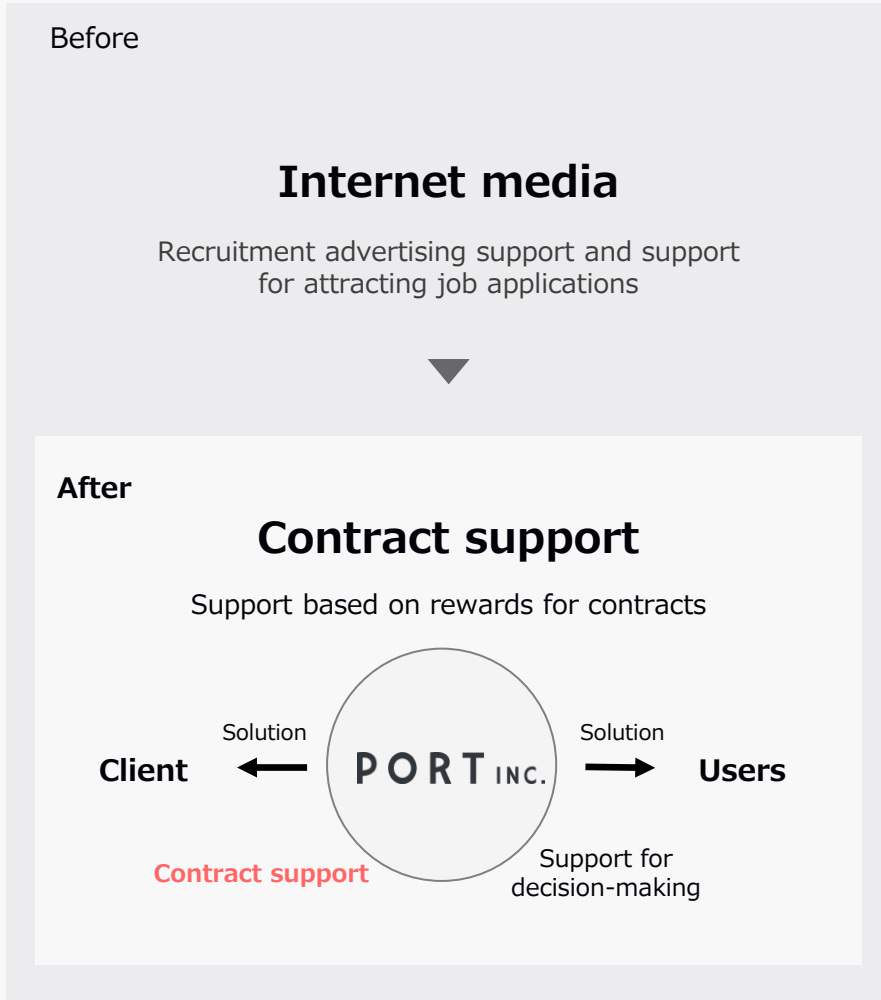 Before
Internet media
Recruitment advertising support and support
for attracting job applications
After
Contract support
Support based on rewards for contracts
Solution
Solution
Client
PORT INC.
Users
Contract support
Support for
decision-making